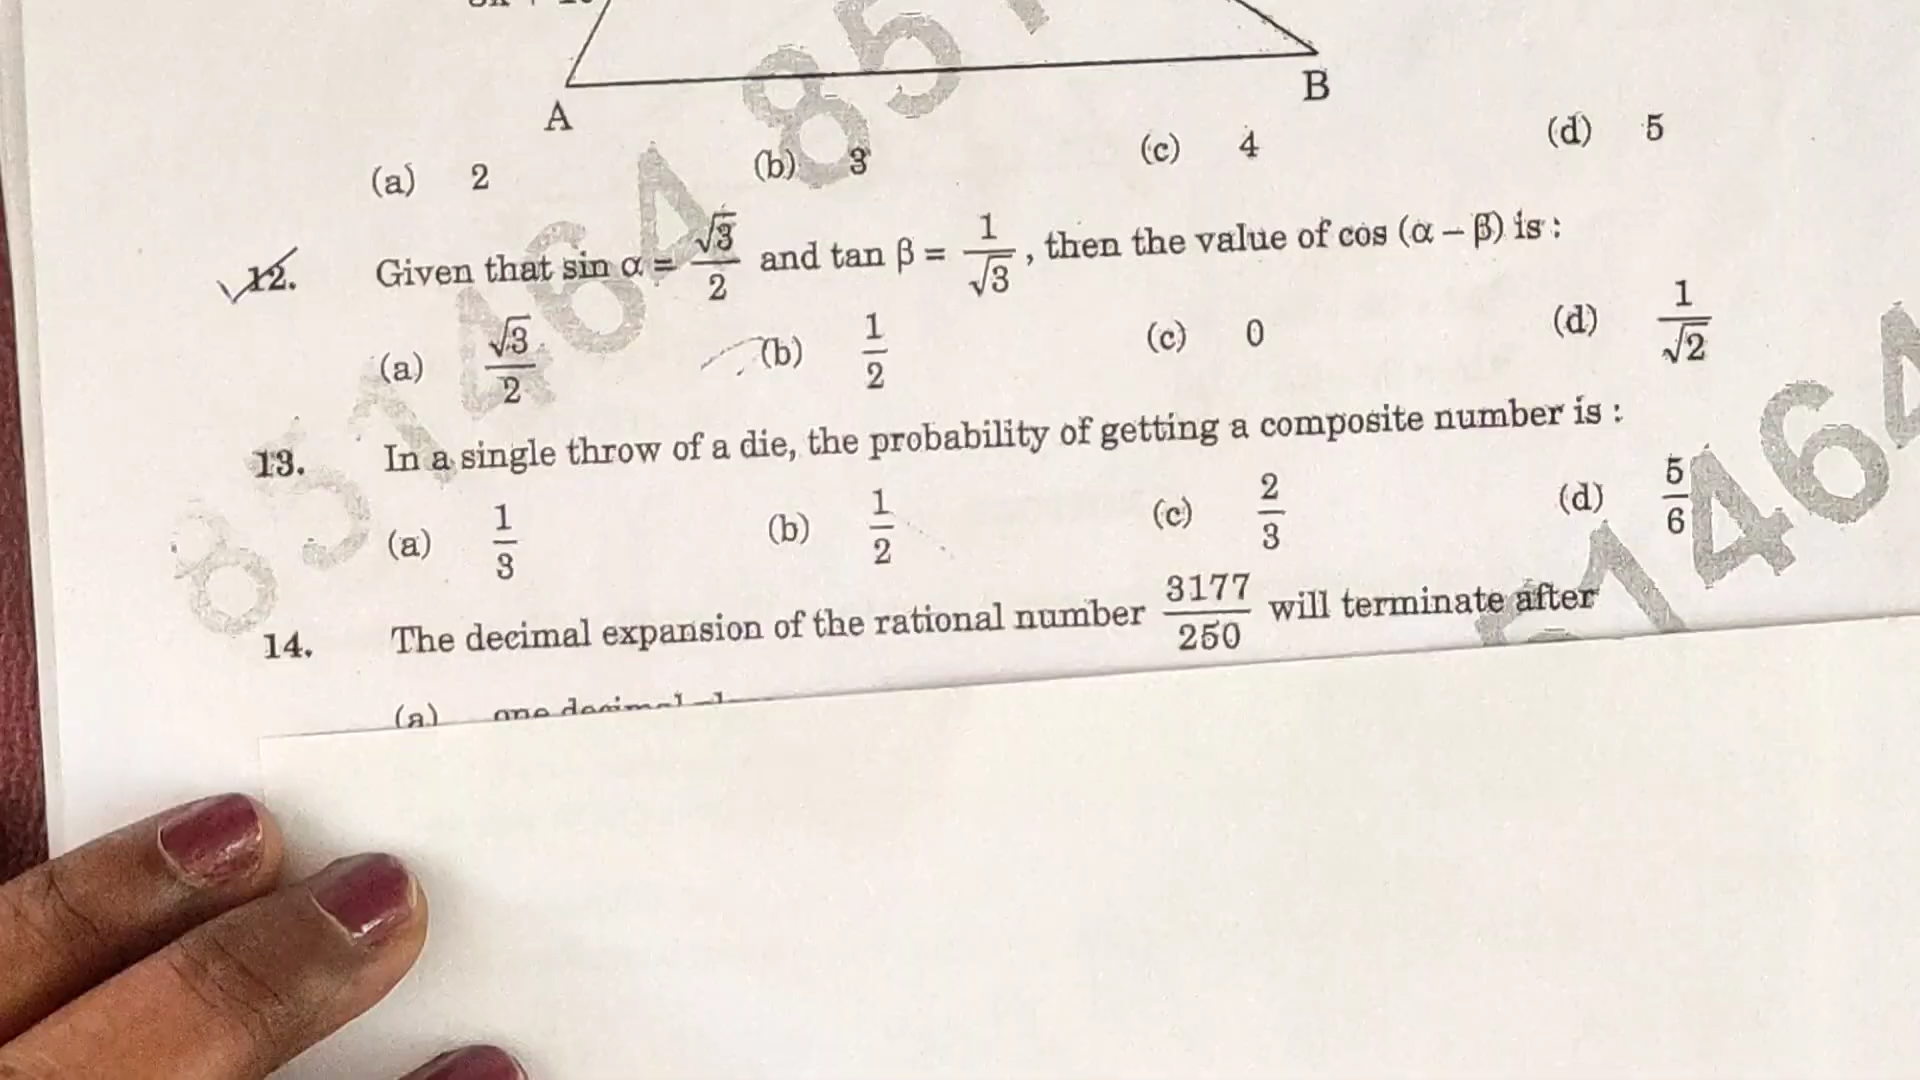 A
B
(a) 2 (b) 3 (c) 4 (d) 5
12. Given that sin α = √3/2 and tan β = 1/√3, then the value of cos (α – β) is :
(a) √3/2 (b) 1/2 (c) 0 (d) 1/√2
13. In a single throw of a die, the probability of getting a composite number is :
(a) 1/3 (b) 1/2 (c) 2/3 (d) 5/6
14. The decimal expansion of the rational number 3177/250 will terminate after
(a) one decimal